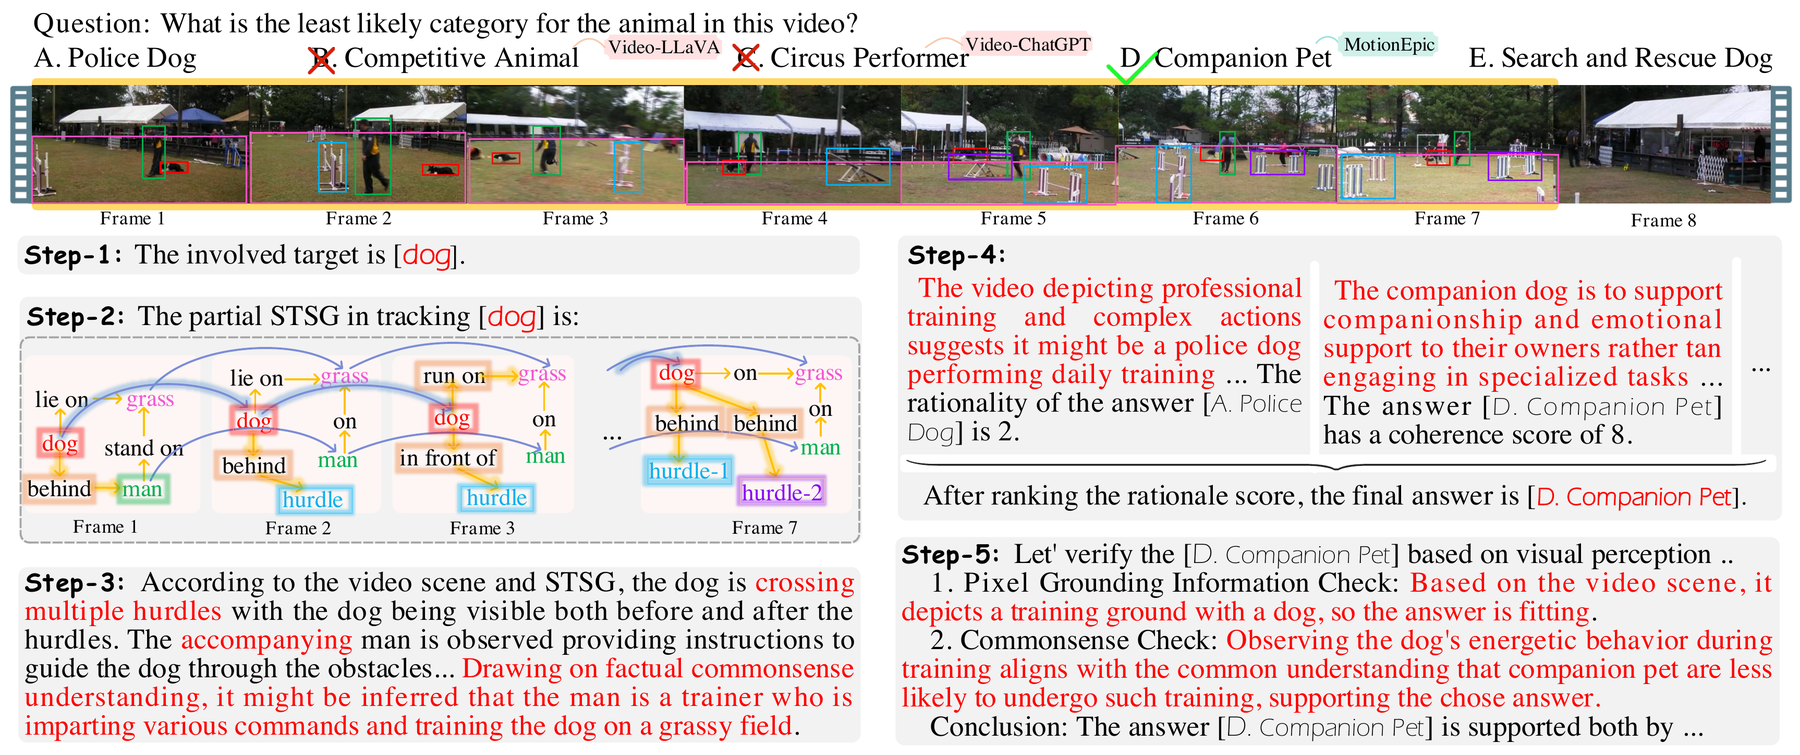 Question: What is the least likely category for the animal in this video?
A. Police Dog B. Competitive Animal Video-LLaVA C. Circus Performer Video-ChatGPT D. Companion Pet MotionEpic E. Search and Rescue Dog
Frame 1 Frame 2 Frame 3 Frame 4 Frame 5 Frame 6 Frame 7 Frame 8
Step-1: The involved target is [dog].
Step-2: The partial STSG in tracking [dog] is:
lie on grass
dog
stand on
behind man
Frame 1
lie on grass
dog
on
behind man
hurdle
Frame 2
run on grass
dog
on
in front of man
hurdle
Frame 3
...
dog on grass
behind behind on
man
hurdle-1
hurdle-2
Frame 7
Step-3: According to the video scene and STSG, the dog is crossing
multiple hurdles with the dog being visible both before and after the
hurdles. The accompanying man is observed providing instructions to
guide the dog through the obstacles... Drawing on factual commonsense
understanding, it might be inferred that the man is a trainer who is
imparting various commands and training the dog on a grassy field.
Step-4:
The video depicting professional
training and complex actions
suggests it might be a police dog
performing daily training ... The
rationality of the answer [A. Police
Dog] is 2.
The companion dog is to support
companionship and emotional
support to their owners rather tan
engaging in specialized tasks ...
The answer [D. Companion Pet]
has a coherence score of 8.
...
After ranking the rationale score, the final answer is [D. Companion Pet].
Step-5: Let' verify the [D. Companion Pet] based on visual perception ..
1. Pixel Grounding Information Check: Based on the video scene, it
depicts a training ground with a dog, so the answer is fitting.
2. Commonsense Check: Observing the dog's energetic behavior during
training aligns with the common understanding that companion pet are less
likely to undergo such training, supporting the chose answer.
Conclusion: The answer [D. Companion Pet] is supported both by ...